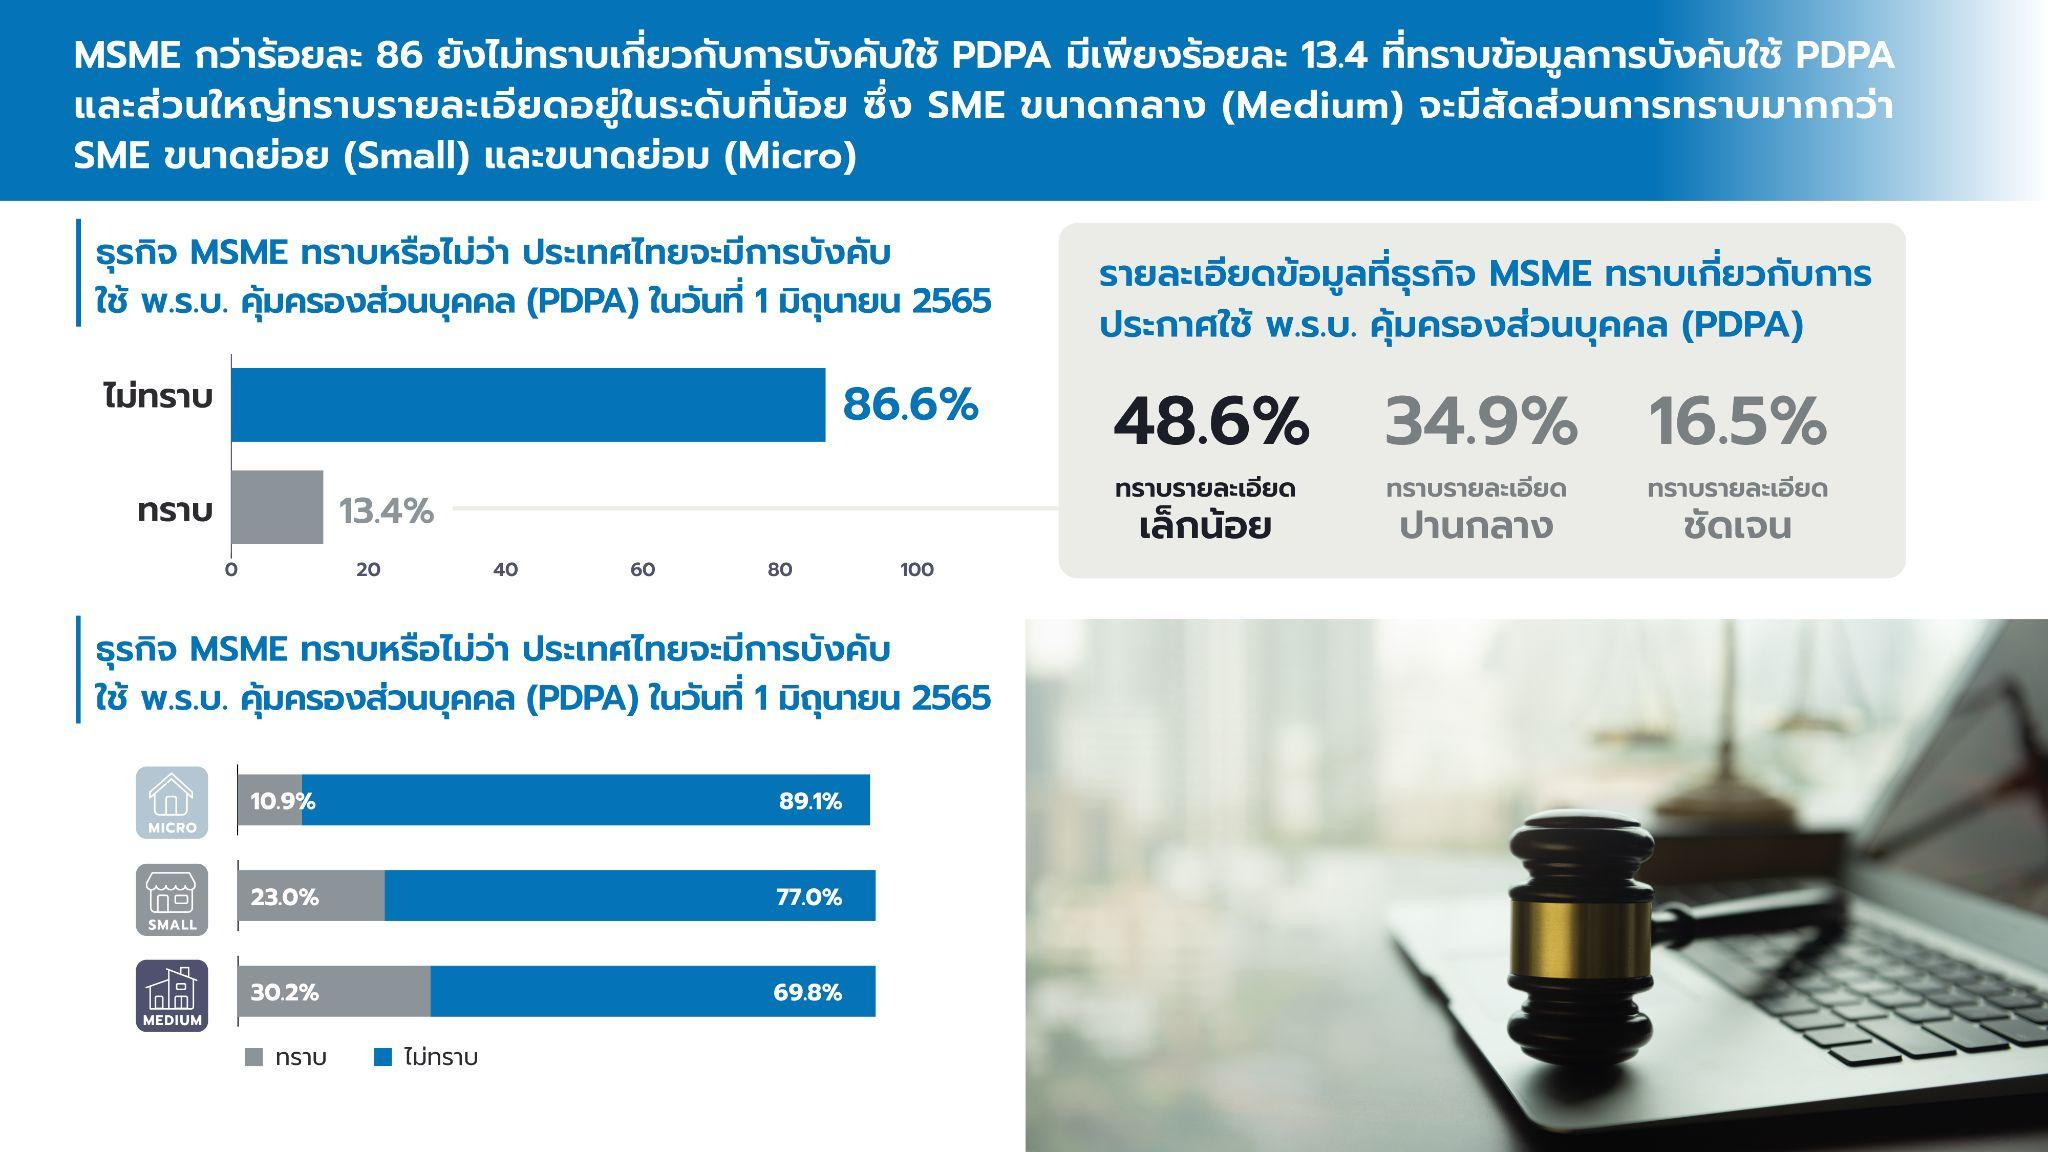 MSME กว่าร้อยละ 86 ยังไม่ทราบเกี่ยวกับการบังคับใช้ PDPA มีเพียงร้อยละ 13.4 ที่ทราบข้อมูลการบังคับใช้ PDPA
และส่วนใหญ่ทราบรายละเอียดอยู่ในระดับที่น้อย ซึ่ง SME ขนาดกลาง (Medium) จะมีสัดส่วนการทราบมากกว่า
SME ขนาดย่อย (Small) และขนาดย่อม (Micro)
ธุรกิจ MSME ทราบหรือไม่ว่า ประเทศไทยจะมีการบังคับ
ใช้ พ.ร.บ. คุ้มครองส่วนบุคคล (PDPA) ในวันที่ 1 มิถุนายน 2565
ไม่ทราบ
86.6%
ทราบ
13.4%
0 20 40 60 80 100
รายละเอียดข้อมูลที่ธุรกิจ MSME ทราบเกี่ยวกับการ
ประกาศใช้ พ.ร.บ. คุ้มครองส่วนบุคคล (PDPA)
48.6% 34.9% 16.5%
ทราบรายละเอียด ทราบรายละเอียด ทราบรายละเอียด
เล็กน้อย ปานกลาง ชัดเจน
ธุรกิจ MSME ทราบหรือไม่ว่า ประเทศไทยจะมีการบังคับ
ใช้ พ.ร.บ. คุ้มครองส่วนบุคคล (PDPA) ในวันที่ 1 มิถุนายน 2565
MICRO
10.9% 89.1%
SMALL
23.0% 77.0%
MEDIUM
30.2% 69.8%
ทราบ ไม่ทราบ